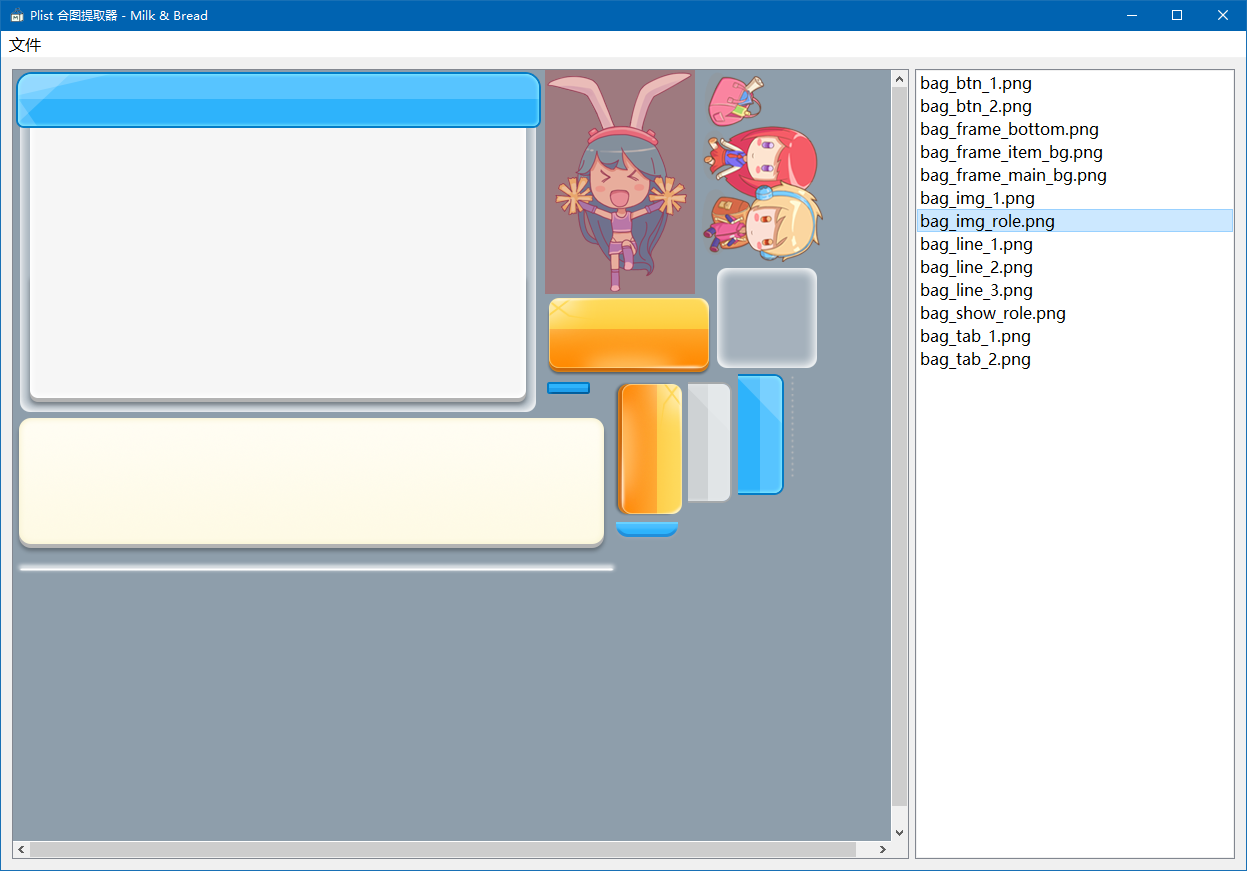 Plist 合图提取器 - Milk & Bread
文件
bag_btn_1.png
bag_btn_2.png
bag_frame_bottom.png
bag_frame_item_bg.png
bag_frame_main_bg.png
bag_img_1.png
bag_img_role.png
bag_line_1.png
bag_line_2.png
bag_line_3.png
bag_show_role.png
bag_tab_1.png
bag_tab_2.png